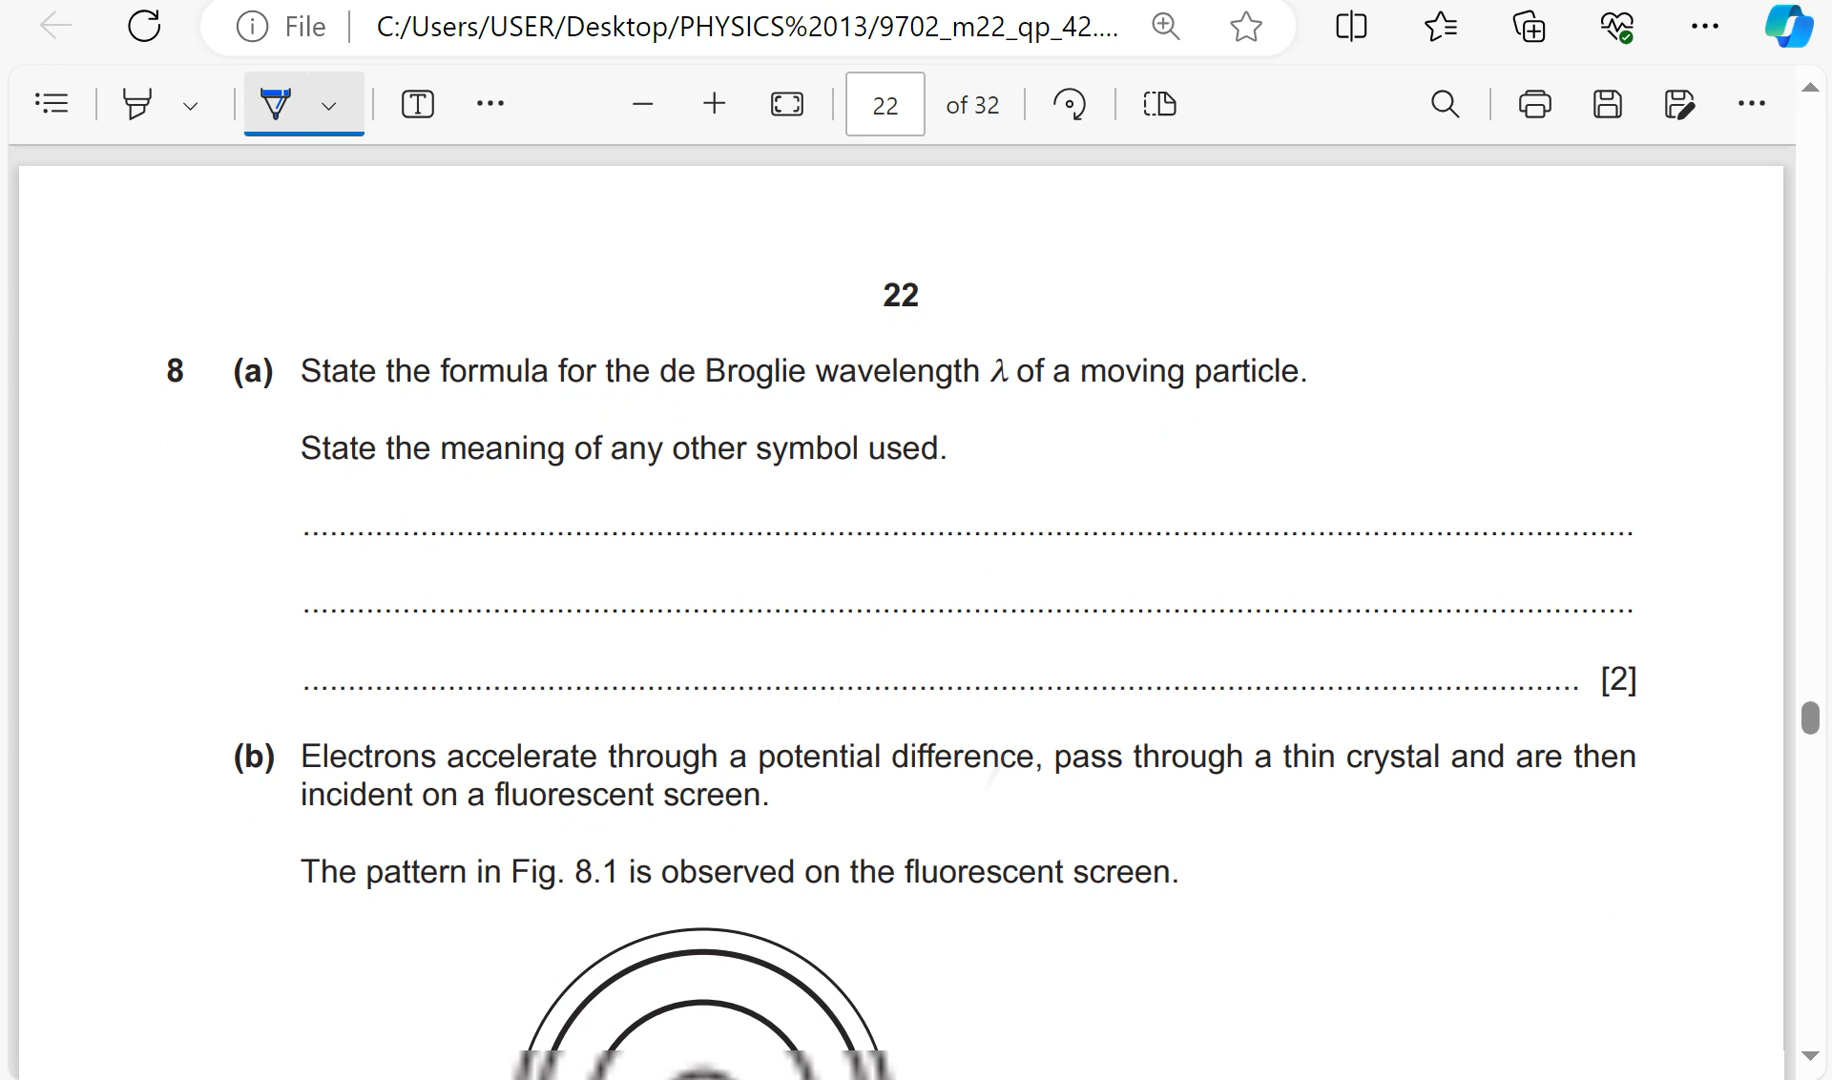 File
C:/Users/USER/Desktop/PHYSICS%2013/9702_m22_qp_42....
22 of 32
22
8 (a) State the formula for the de Broglie wavelength λ of a moving particle.
State the meaning of any other symbol used.
[2]
(b) Electrons accelerate through a potential difference, pass through a thin crystal and are then
incident on a fluorescent screen.
The pattern in Fig. 8.1 is observed on the fluorescent screen.